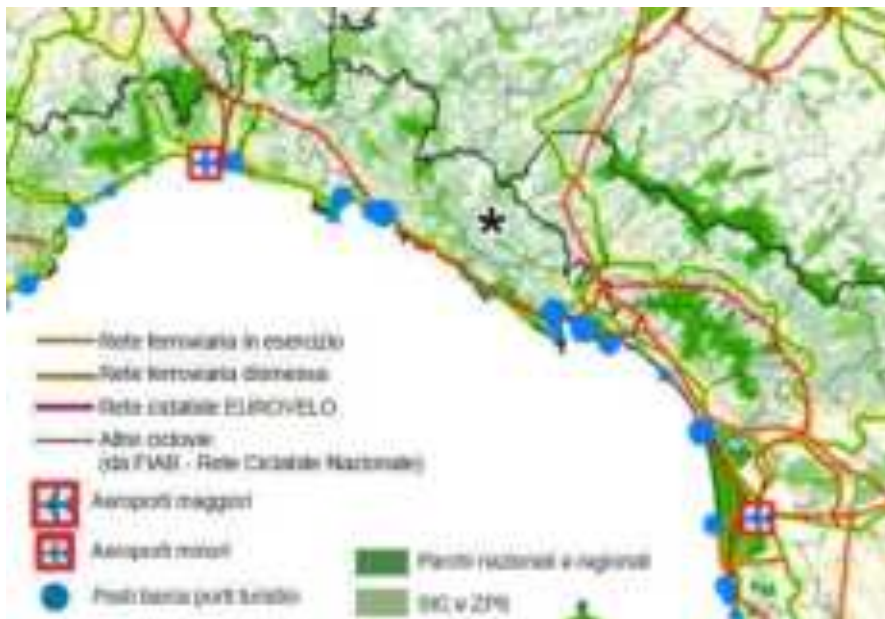 Rete ferroviaria in esercizio
Rete ferroviaria dismessa
Rete ciclabile EUROVELO
Altre ciclovie
(da FIAB - Rete Ciclabile Nazionale)
Aeroporti maggiori
Aeroporti minori
Posti barca porti turistici
Parchi nazionali e regionali
SIC e ZPS
*